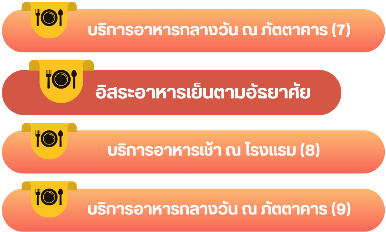 บริการอาหารกลางวัน ณ ภัตตาคาร (7)
อิสระอาหารเย็นตามอัธยาศัย
บริการอาหารเช้า ณ โรงแรม (8)
บริการอาหารกลางวัน ณ ภัตตาคาร (9)